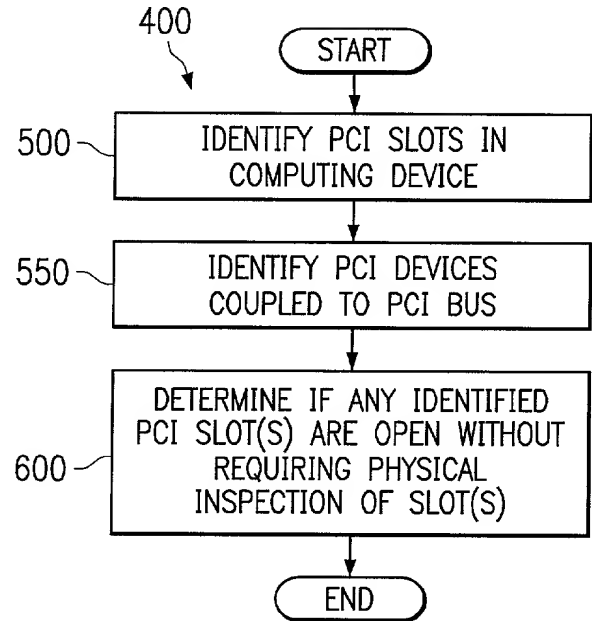 400
START
500
IDENTIFY PCI SLOTS IN
COMPUTING DEVICE
550
IDENTIFY PCI DEVICES
COUPLED TO PCI BUS
600
DETERMINE IF ANY IDENTIFIED
PCI SLOT(S) ARE OPEN WITHOUT
REQUIRING PHYSICAL
INSPECTION OF SLOT(S)
END